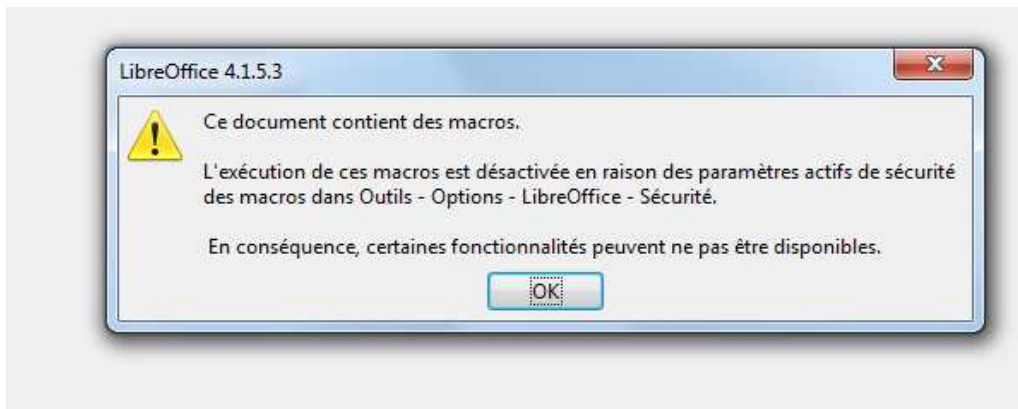 LibreOffice 4.1.5.3
Ce document contient des macros.
L'exécution de ces macros est désactivée en raison des paramètres actifs de sécurité
des macros dans Outils - Options - LibreOffice - Sécurité.
En conséquence, certaines fonctionnalités peuvent ne pas être disponibles.
OK